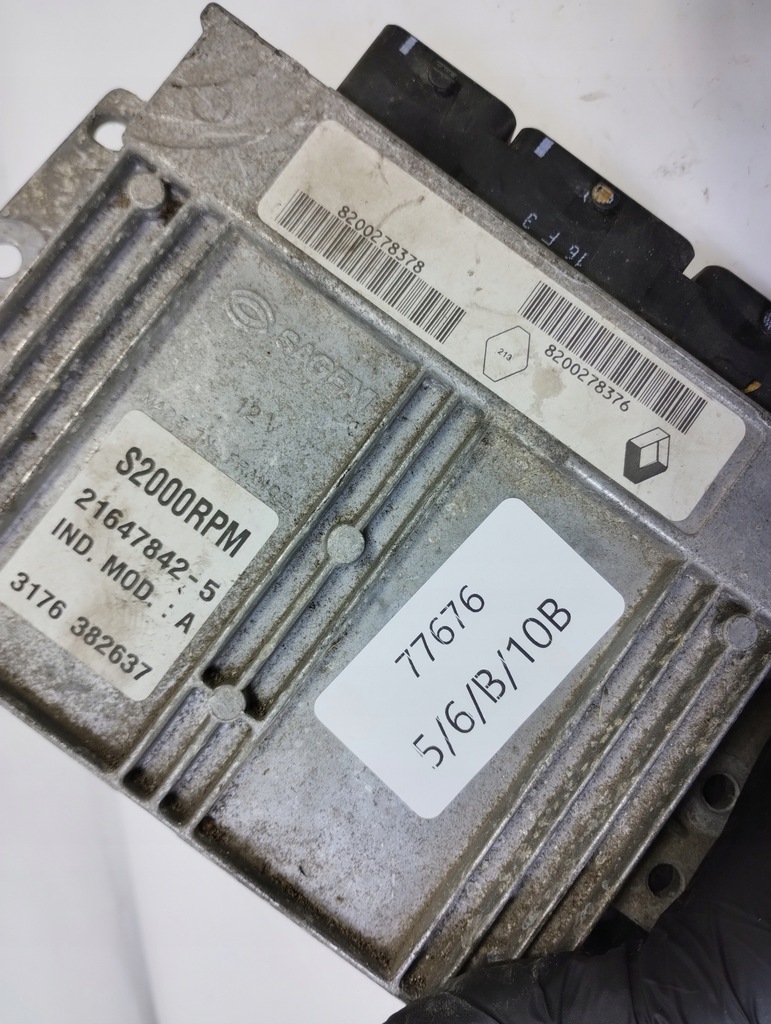 16 F 3
8200278378
213
8200278376
SAGEM
12 V
MADE IN FRANCE
S2000RPM
21647842-5
IND. MOD. : A
3176 382637
77676
5/6/B/10B